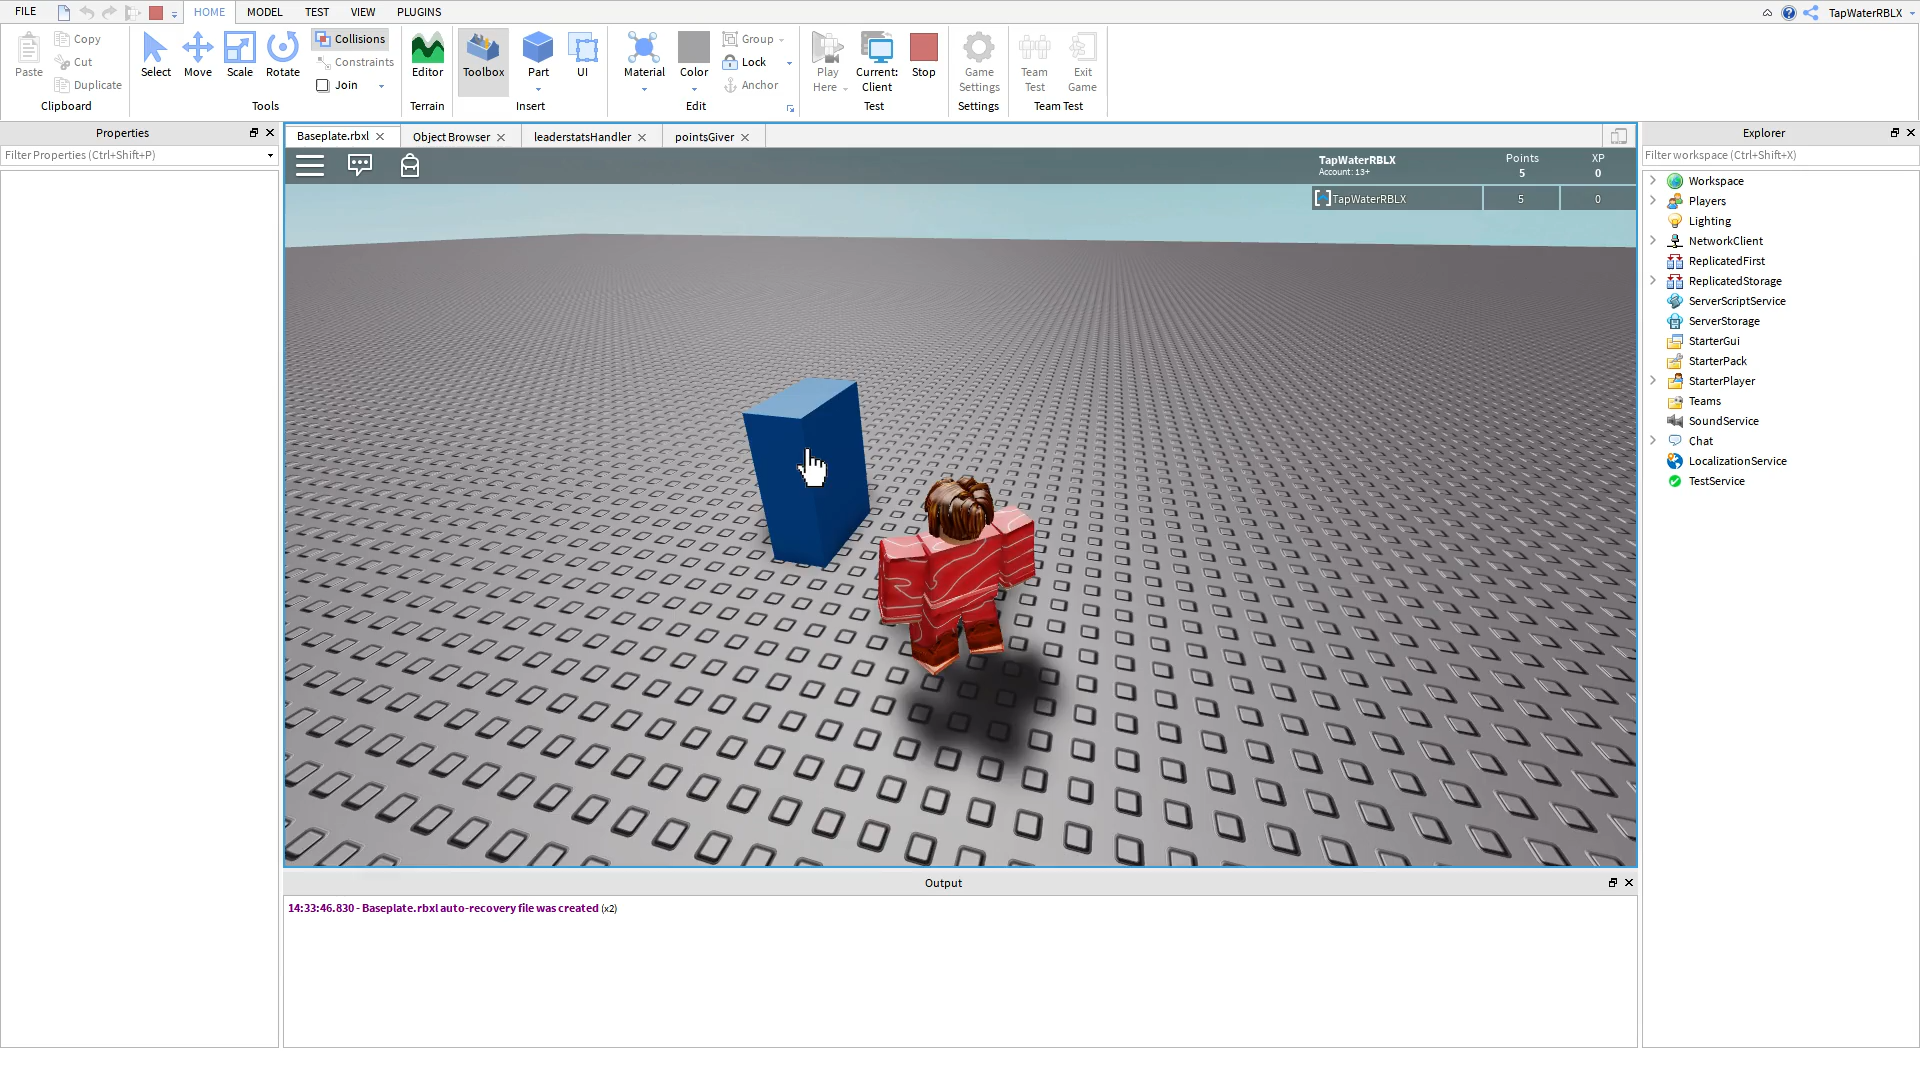 FILE HOME MODEL TEST VIEW PLUGINS TapWaterRBLX
Paste Copy Cut Duplicate Clipboard
Select Move Scale Rotate Collisions Constraints Join Tools
Editor Terrain
Toolbox Part UI Insert
Material Color Group Lock Anchor Edit
Play Here Current: Client Stop Test
Game Settings Settings
Team Test Exit Game Team Test
Properties
Filter Properties (Ctrl+Shift+P)
Baseplate.rbxl Object Browser leaderstatsHandler pointsGiver
TapWaterRBLX Points XP
Account: 13+ 5 0
TapWaterRBLX 5 0
Output
14:33:46.830 - Baseplate.rbxl auto-recovery file was created (x2)
Explorer
Filter workspace (Ctrl+Shift+X)
Workspace
Players
Lighting
NetworkClient
ReplicatedFirst
ReplicatedStorage
ServerScriptService
ServerStorage
StarterGui
StarterPack
StarterPlayer
Teams
SoundService
Chat
LocalizationService
TestService